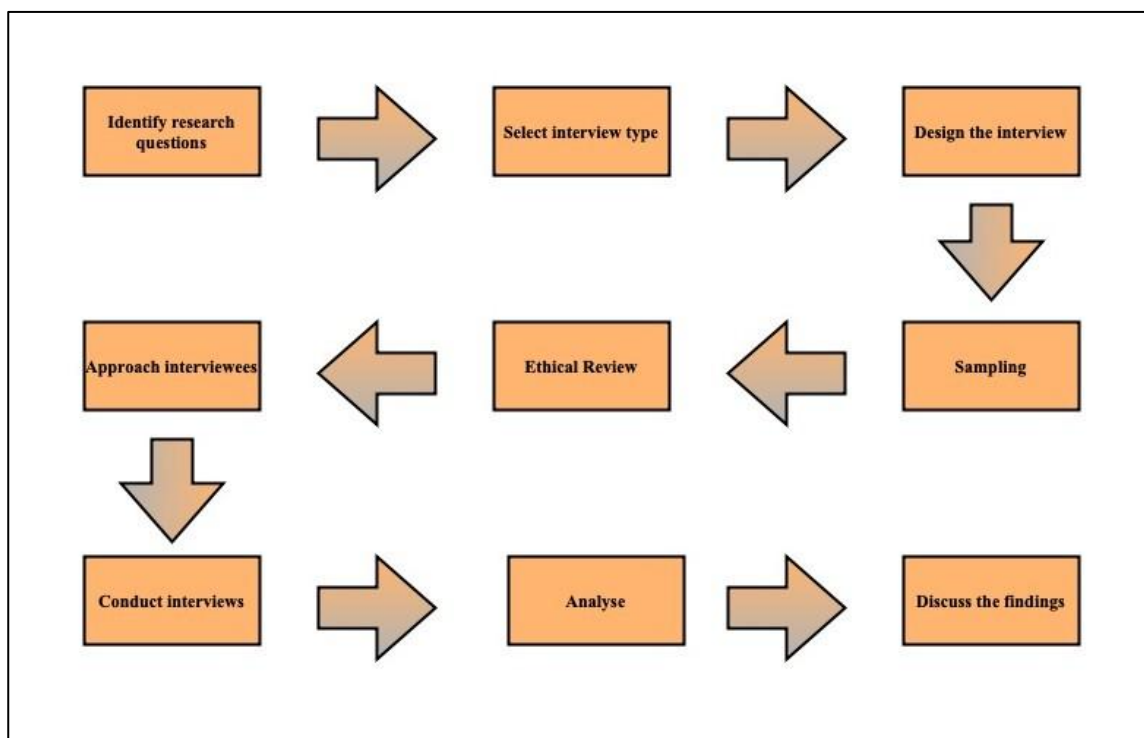 Identify research
questions
Select interview type
Design the interview
Sampling
Ethical Review
Approach interviewees
Conduct interviews
Analyse
Discuss the findings